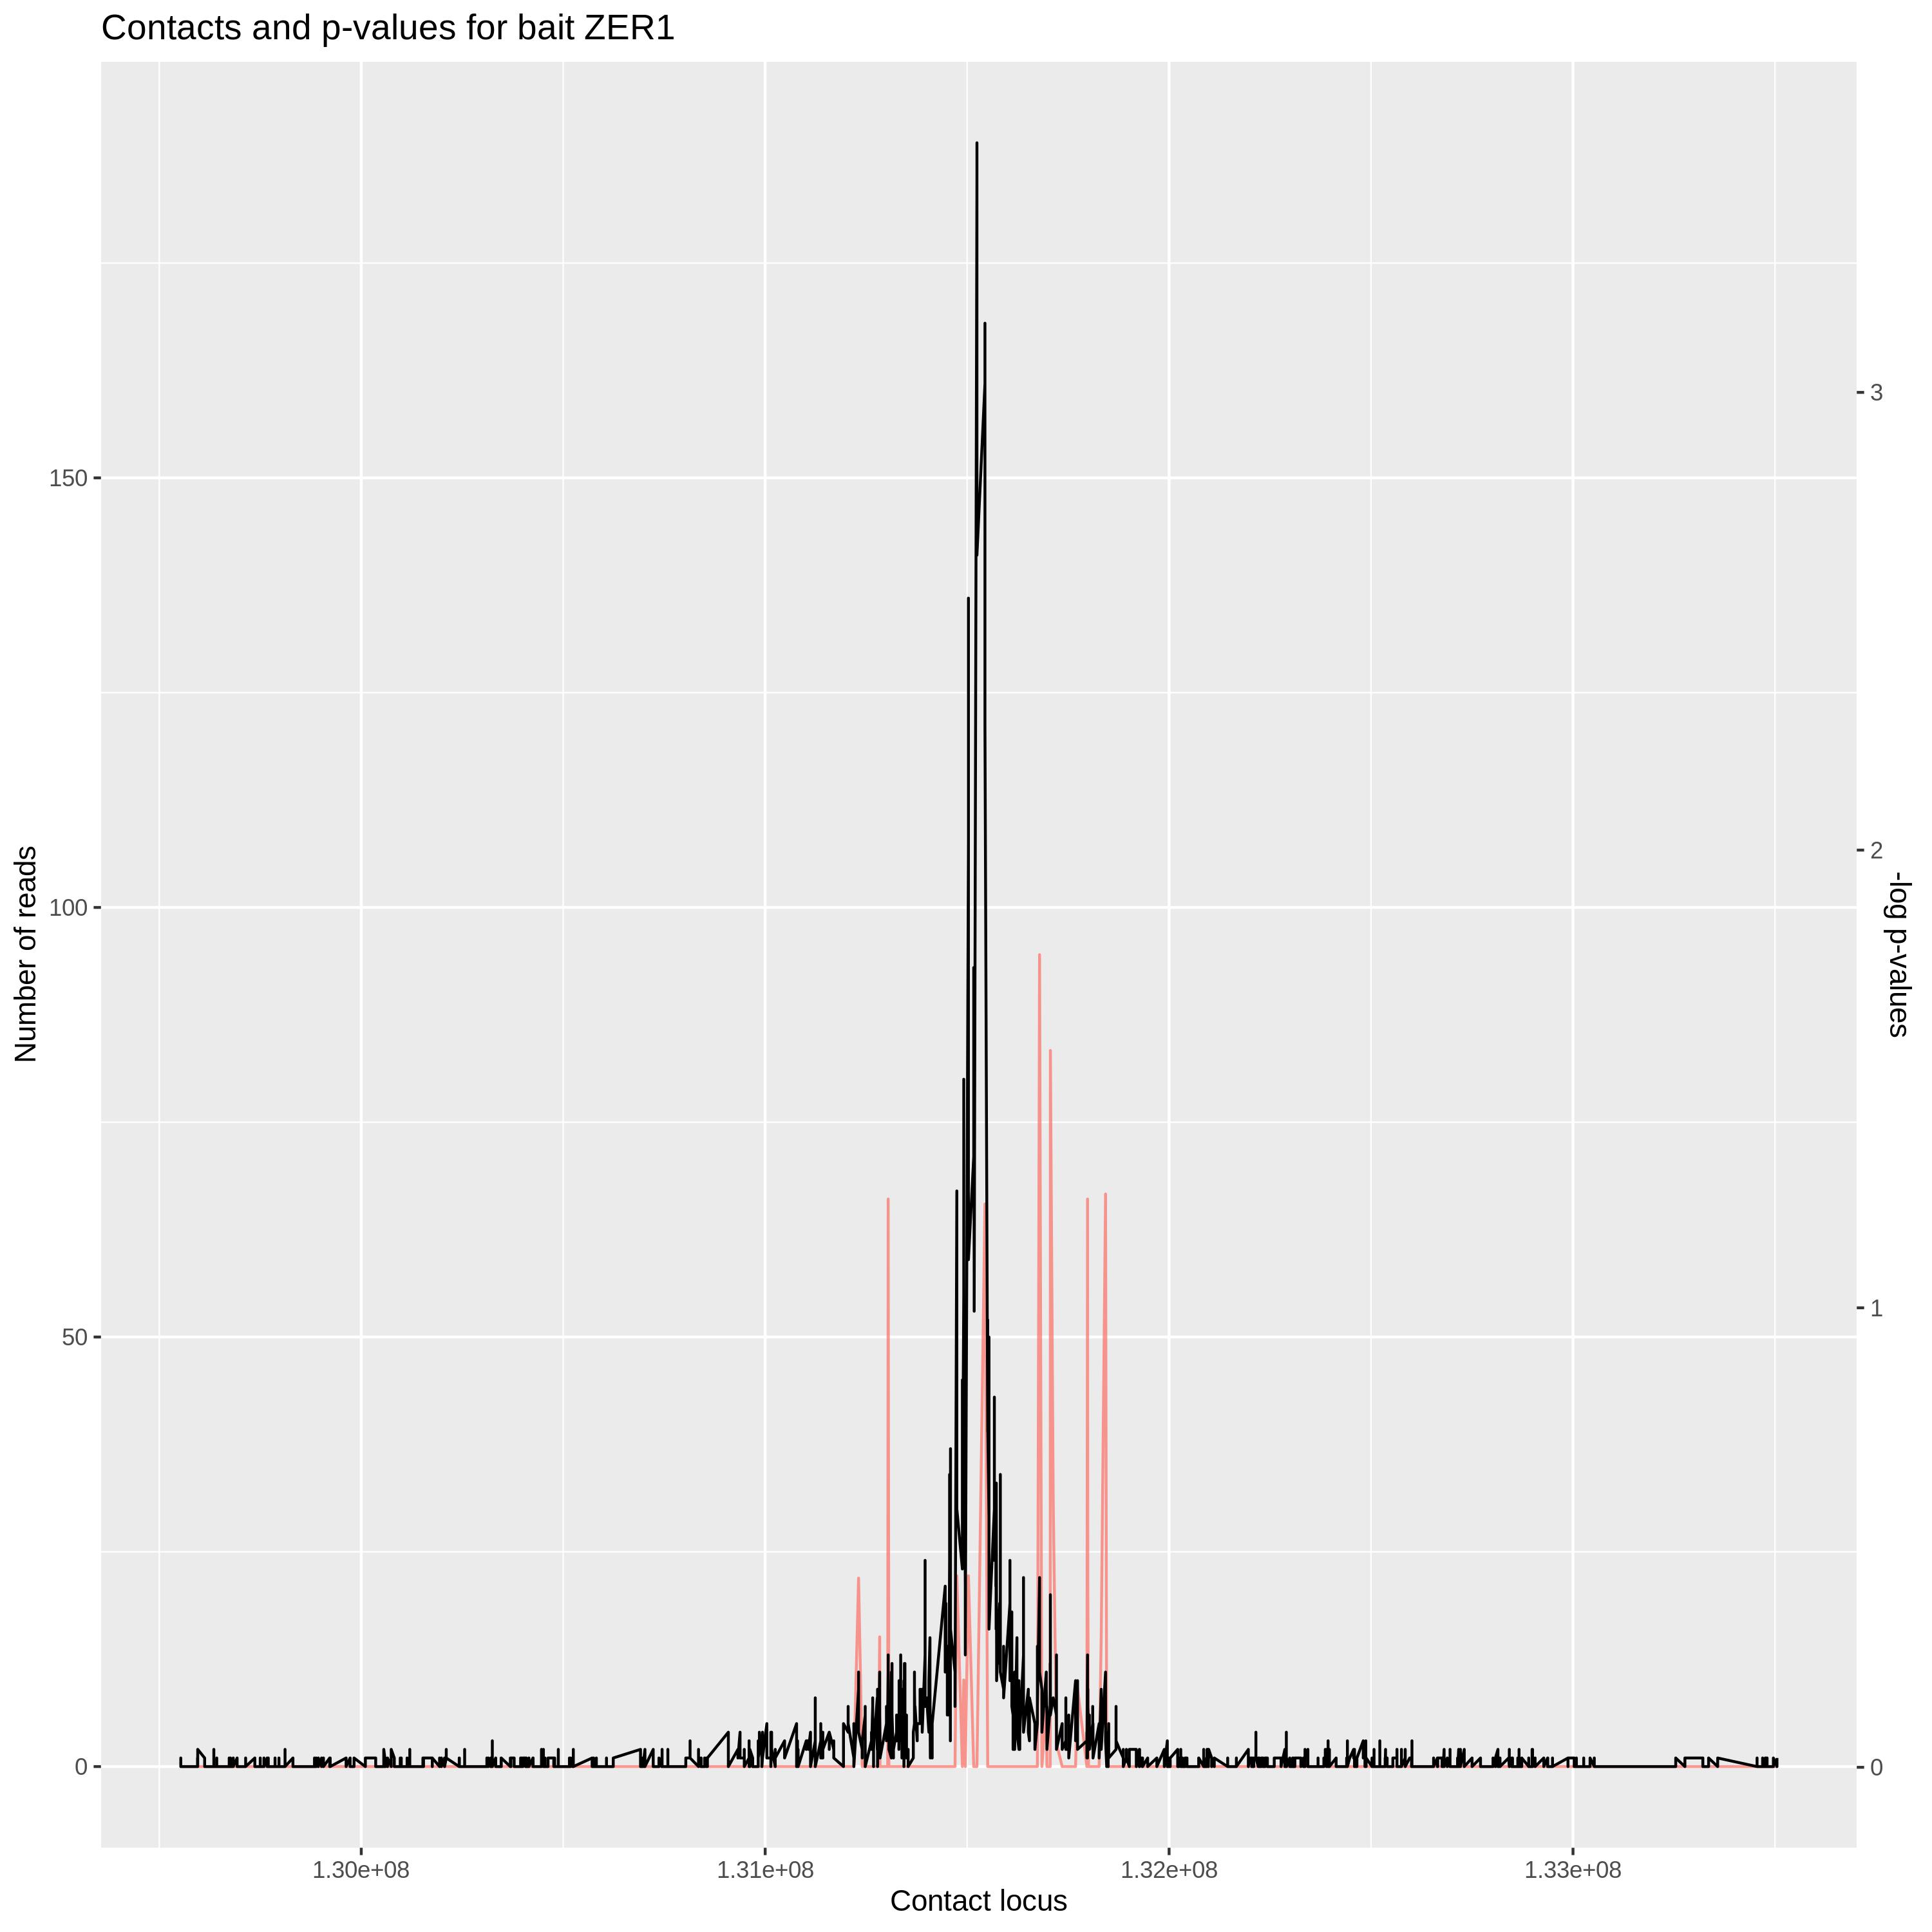 Contacts and p-values for bait ZER1
Number of reads
150
100
50
0
3
2
1
0
-log p-values
1.30e+08
1.31e+08
1.32e+08
1.33e+08
Contact locus